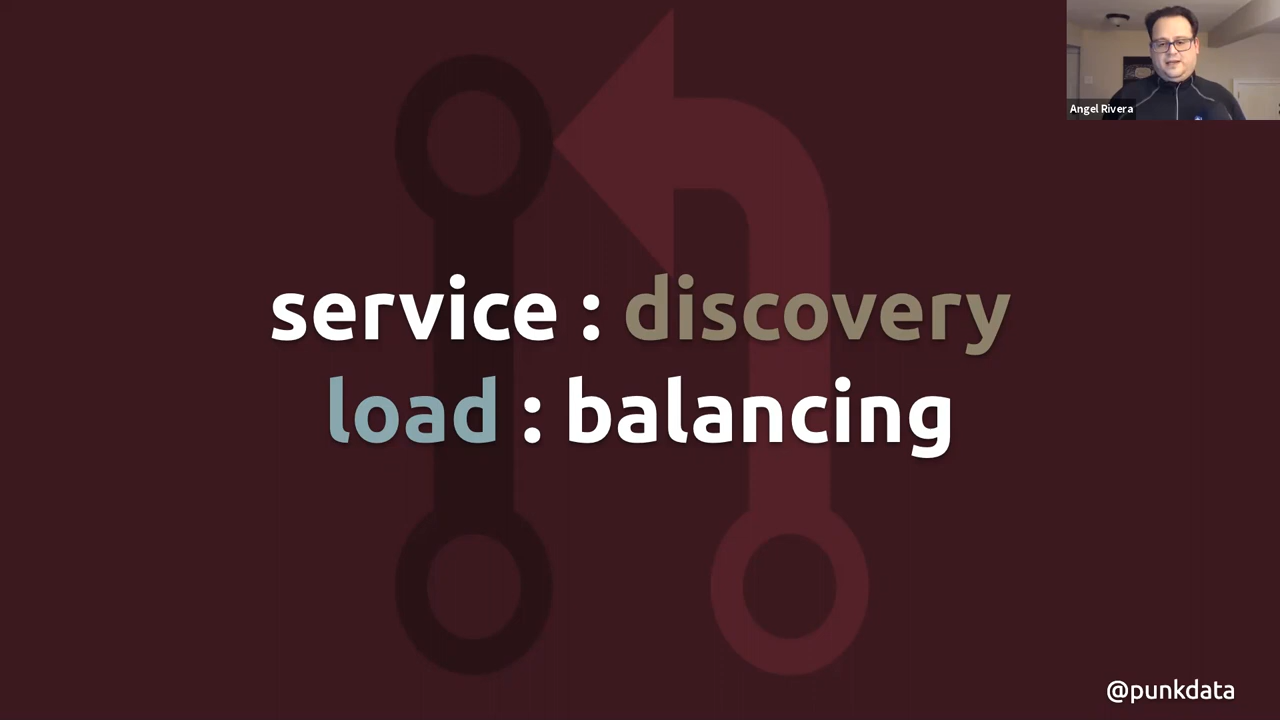 Angel Rivera
service : discovery
load : balancing
@punkdata